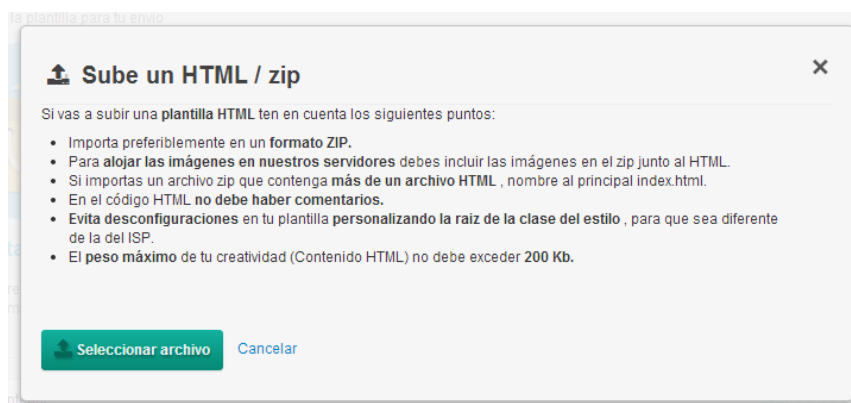 la plantilla para tu envío
Sube un HTML / zip
Si vas a subir una plantilla HTML ten en cuenta los siguientes puntos:
• Importa preferiblemente en un formato ZIP.
• Para alojar las imágenes en nuestros servidores debes incluir las imágenes en el zip junto al HTML.
• Si importas un archivo zip que contenga más de un archivo HTML , nombre al principal index.html.
• En el código HTML no debe haber comentarios.
• Evita desconfiguraciones en tu plantilla personalizando la raiz de la clase del estilo , para que sea diferente
de la del ISP.
• El peso máximo de tu creatividad (Contenido HTML) no debe exceder 200 Kb.
Seleccionar archivo Cancelar